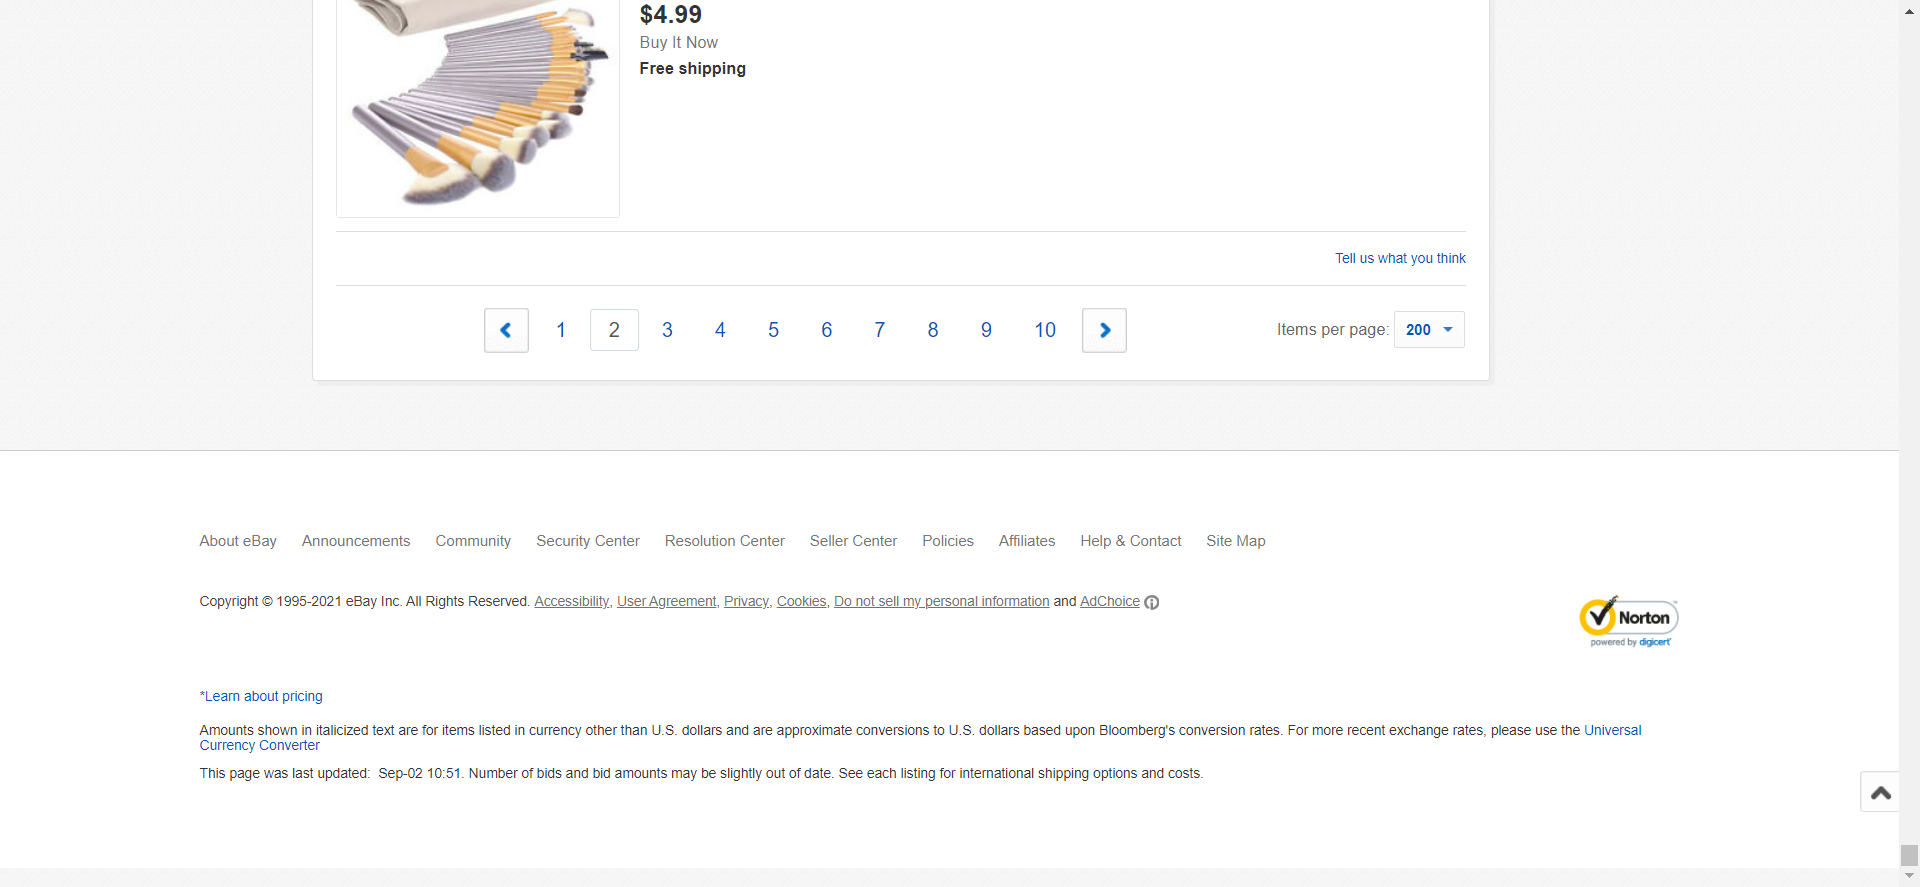 $4.99
Buy It Now
Free shipping
Tell us what you think
1 2 3 4 5 6 7 8 9 10
Items per page: 200
About eBay Announcements Community Security Center Resolution Center Seller Center Policies Affiliates Help & Contact Site Map
Copyright © 1995-2021 eBay Inc. All Rights Reserved. Accessibility, User Agreement, Privacy, Cookies, Do not sell my personal information and AdChoice
Norton
powered by digicert
*Learn about pricing
Amounts shown in italicized text are for items listed in currency other than U.S. dollars and are approximate conversions to U.S. dollars based upon Bloomberg's conversion rates. For more recent exchange rates, please use the Universal
Currency Converter
This page was last updated: Sep-02 10:51. Number of bids and bid amounts may be slightly out of date. See each listing for international shipping options and costs.